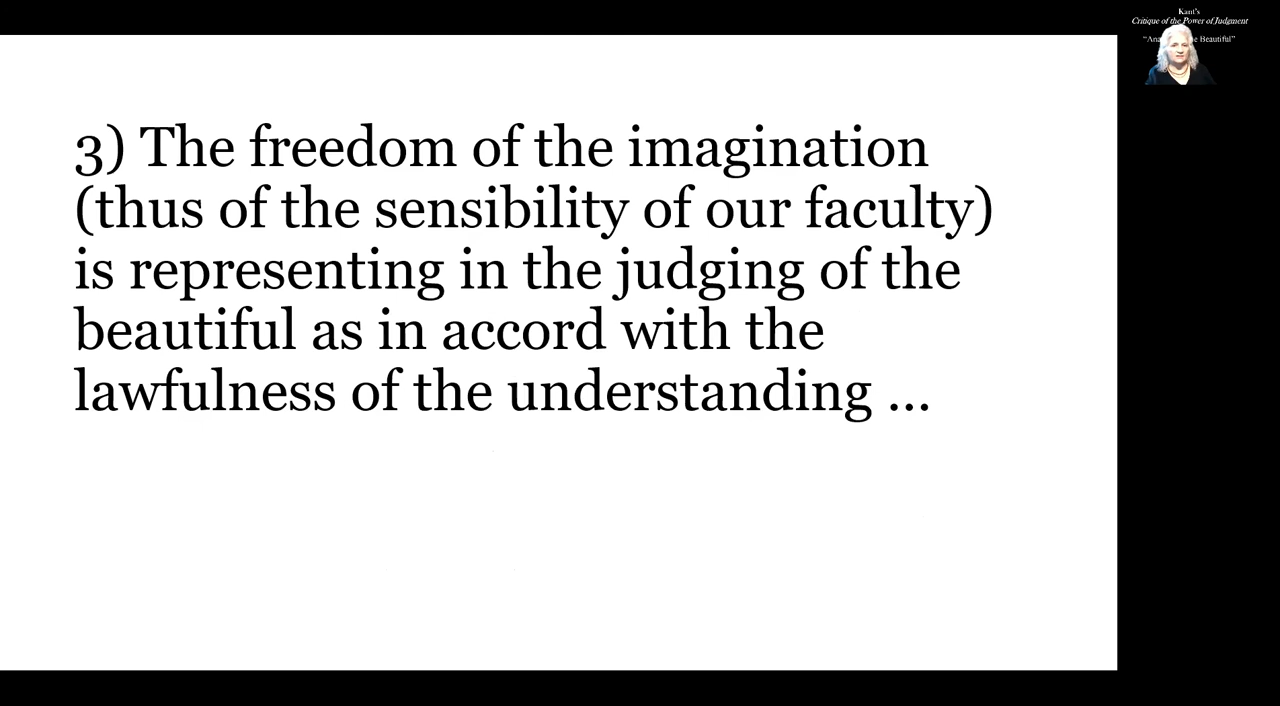 3) The freedom of the imagination
(thus of the sensibility of our faculty)
is representing in the judging of the
beautiful as in accord with the
lawfulness of the understanding ...
Kant's
Critique of the Power of Judgment
Beautiful"